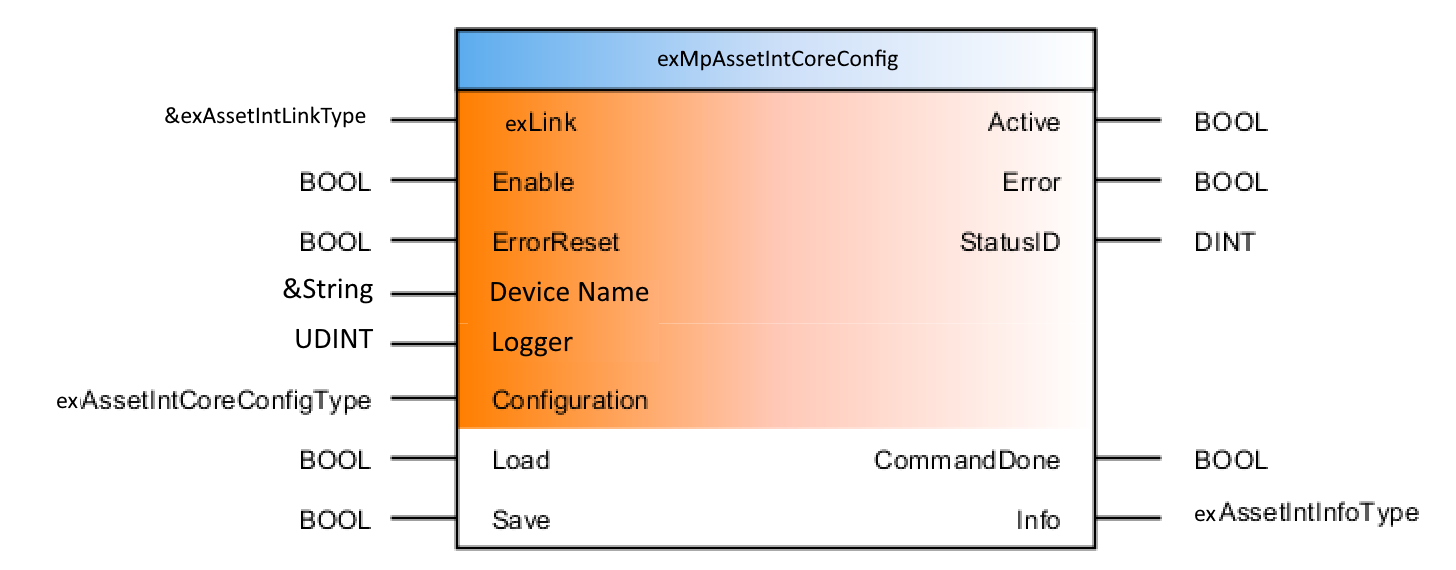 exMpAssetIntCoreConfig
&exAssetIntLinkType exLink Active BOOL
BOOL Enable Error BOOL
BOOL ErrorReset StatusID DINT
&String Device Name
UDINT Logger
exAssetIntCoreConfigType Configuration
BOOL Load CommandDone BOOL
BOOL Save Info exAssetIntInfoType